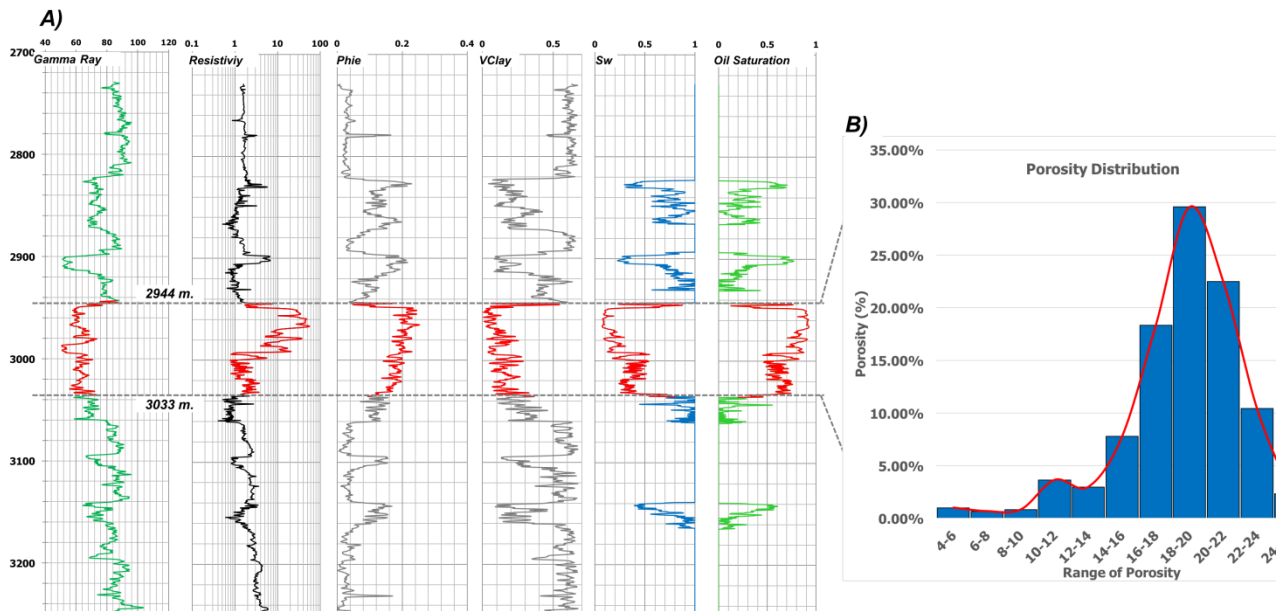 A)
40 60 80 100 120
0.1 1 10 100
0 0.2 0.4
0 0.5
0 0.5 1
0 0.5 1
Gamma Ray
Resistiviy
Phie
VClay
Sw
Oil Saturation
2700
2800
2900
2944 m.
3000
3033 m.
3100
3200
B)
Porosity Distribution
35.00%
30.00%
25.00%
20.00%
15.00%
10.00%
5.00%
0.00%
Porosity (%)
4-6
6-8
8-10
10-12
12-14
14-16
16-18
18-20
20-22
22-24
24
Range of Porosity